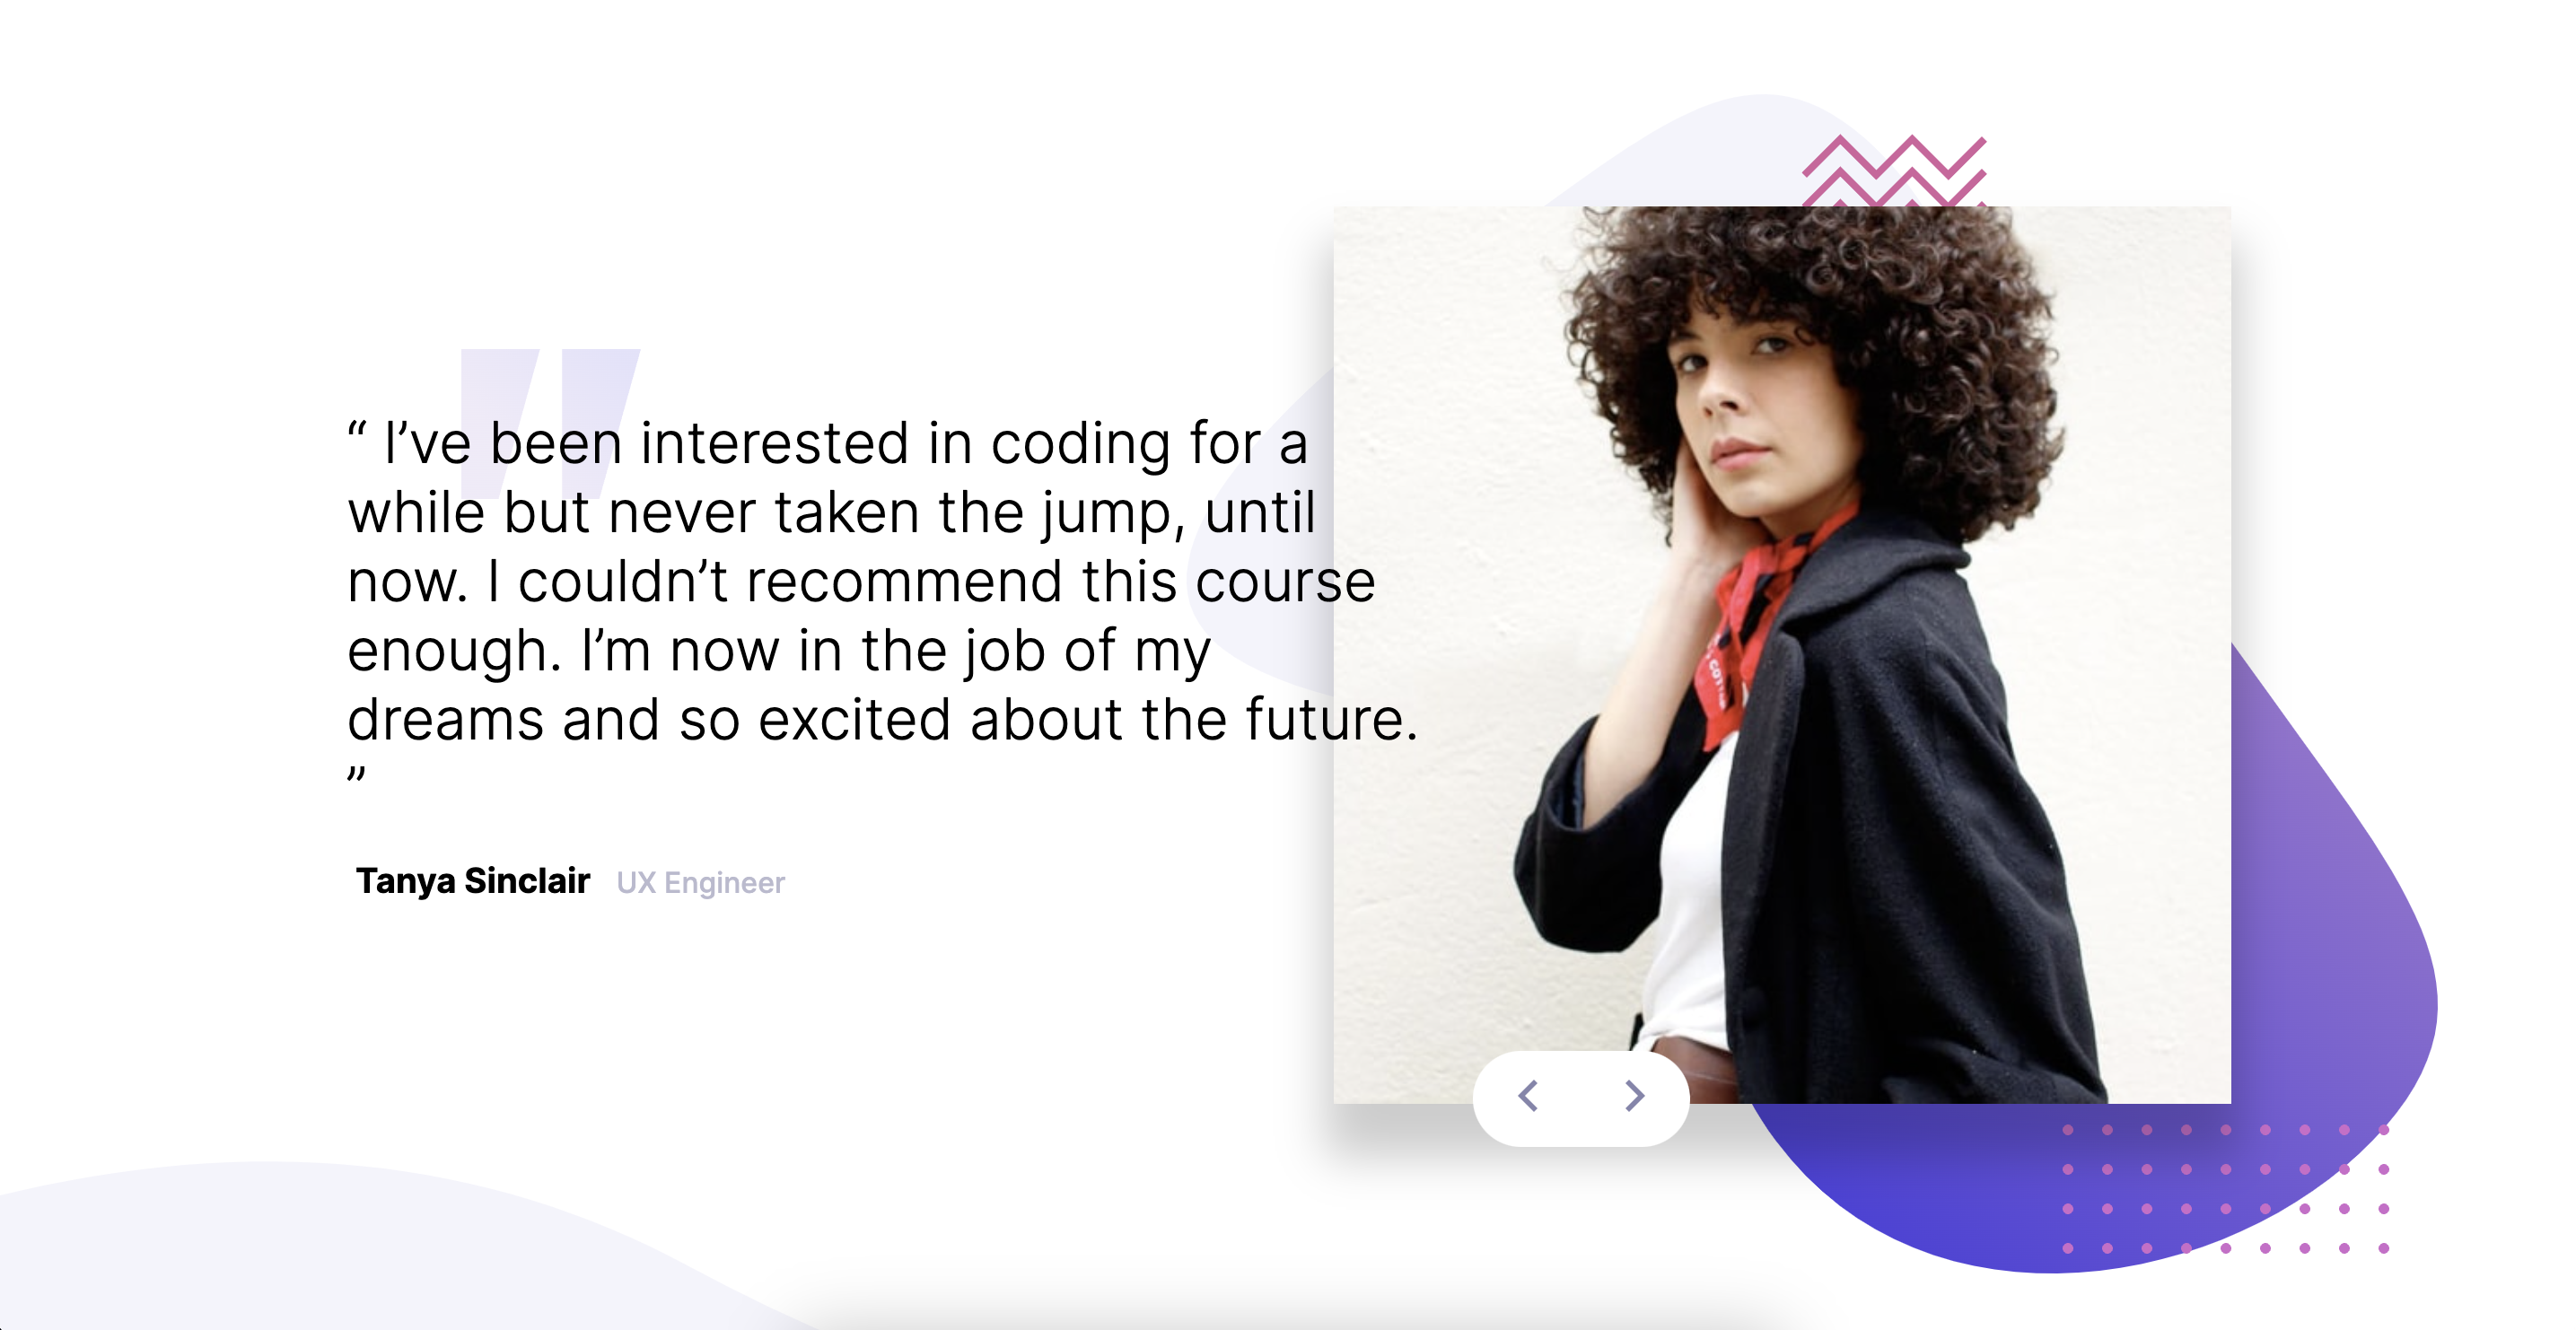 “ I’ve been interested in coding for a
while but never taken the jump, until
now. I couldn’t recommend this course
enough. I’m now in the job of my
dreams and so excited about the future.
”
Tanya Sinclair UX Engineer